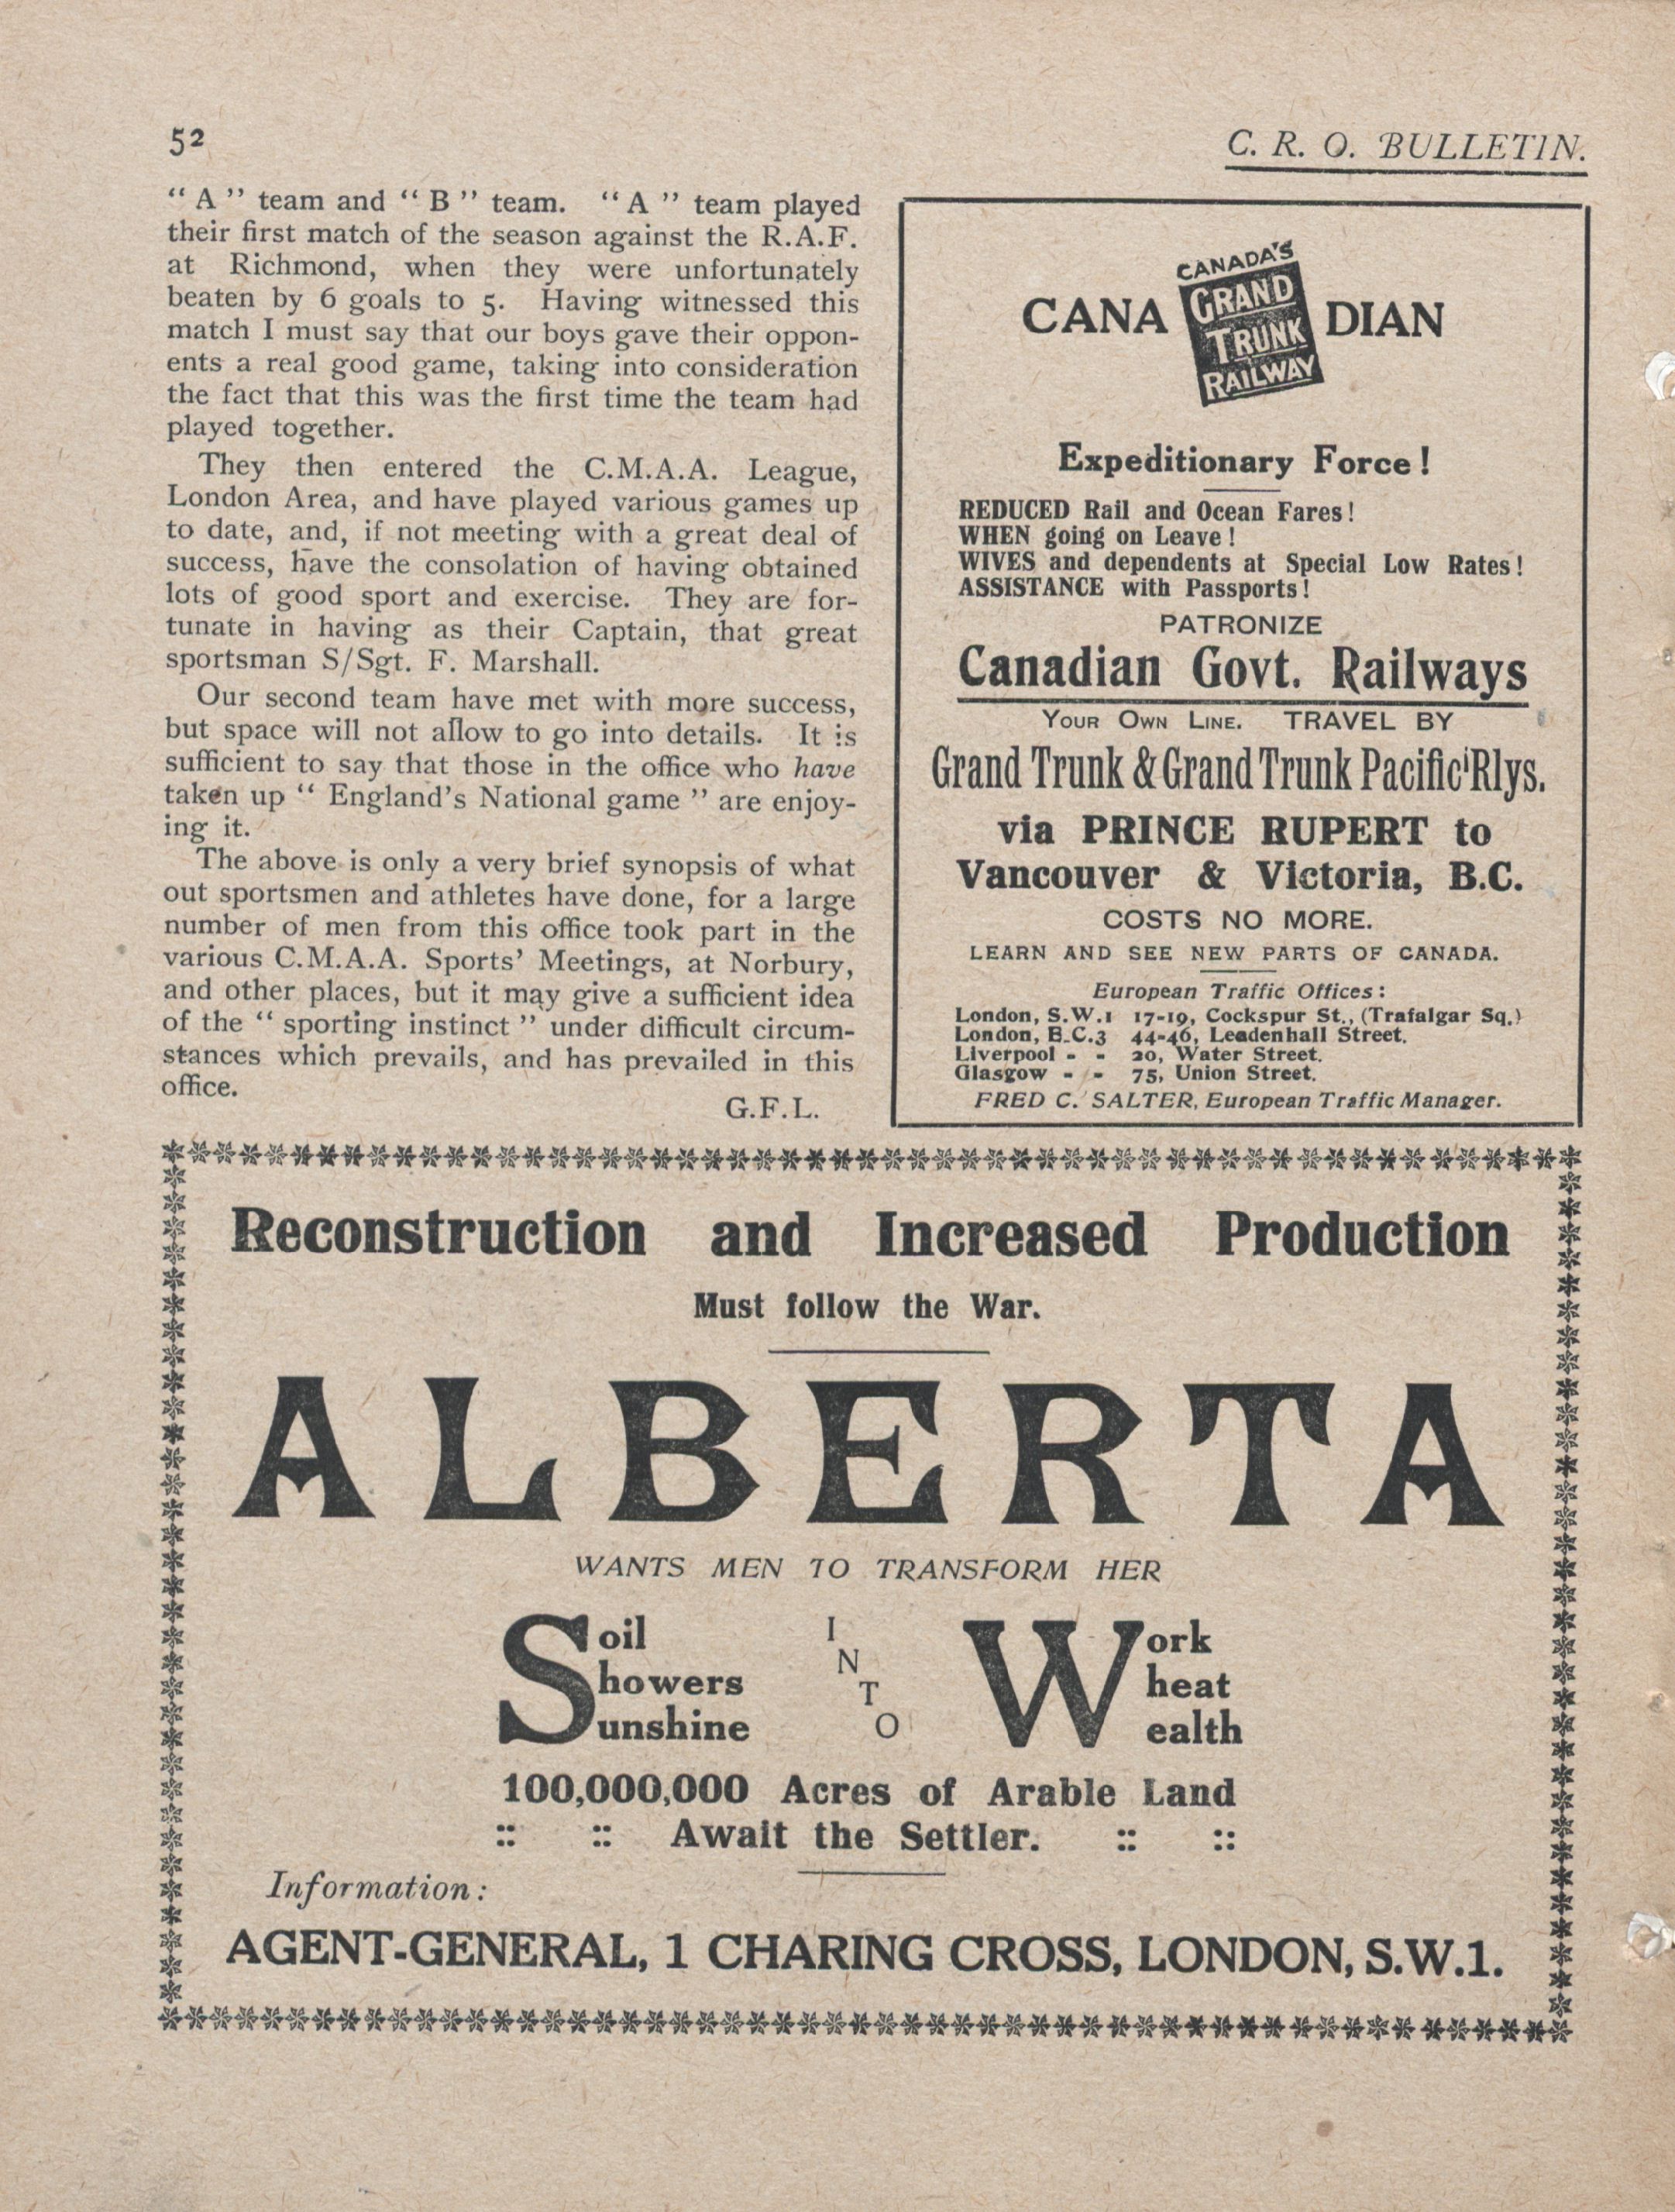 52
C. R. O. BULLETIN.
“ A ” team and “ B ” team. “ A ” team played
their first match of the season against the R.A.F.
at Richmond, when they were unfortunately
beaten by 6 goals to 5. Having witnessed this
match I must say that our boys gave their oppon-
ents a real good game, taking into consideration
the fact that this was the first time the team had
played together.
They then entered the C.M.A.A. League,
London Area, and have played various games up
to date, and, if not meeting with a great deal of
success, have the consolation of having obtained
lots of good sport and exercise. They are for-
tunate in having as their Captain, that great
sportsman S/Sgt. F. Marshall.
Our second team have met with more success,
but space will not allow to go into details. It is
sufficient to say that those in the office who have
taken up “ England’s National game ” are enjoy-
ing it.
The above is only a very brief synopsis of what
out sportsmen and athletes have done, for a large
number of men from this office took part in the
various C.M.A.A. Sports’ Meetings, at Norbury,
and other places, but it may give a sufficient idea
of the “ sporting instinct ” under difficult circum-
stances which prevails, and has prevailed in this
office.
G.F.L.
CANADA'S
GRAND
TRUNK
RAILWAY
CANA DIAN
Expeditionary Force !
REDUCED Rail and Ocean Fares !
WHEN going on Leave !
WIVES and dependents at Special Low Rates !
ASSISTANCE with Passports !
PATRONIZE
Canadian Govt. Railways
YOUR OWN LINE. TRAVEL BY
Grand Trunk & Grand Trunk Pacific Rlys.
via PRINCE RUPERT to
Vancouver & Victoria, B.C.
COSTS NO MORE.
LEARN AND SEE NEW PARTS OF CANADA.
European Traffic Offices :
London, S.W.1 17-19, Cockspur St., (Trafalgar Sq.)
London, E.C.3 44-46, Leadenhall Street.
Liverpool - - 20, Water Street.
Glasgow - - 75, Union Street.
FRED C. SALTER, European Traffic Manager.
Reconstruction and Increased Production
Must follow the War.
ALBERTA
WANTS MEN TO TRANSFORM HER
Soil
Showers
Sunshine
INTO
Work
Wheat
Wealth
100,000,000 Acres of Arable Land
:: :: Await the Settler. :: ::
Information :
AGENT-GENERAL, 1 CHARING CROSS, LONDON, S.W.1.